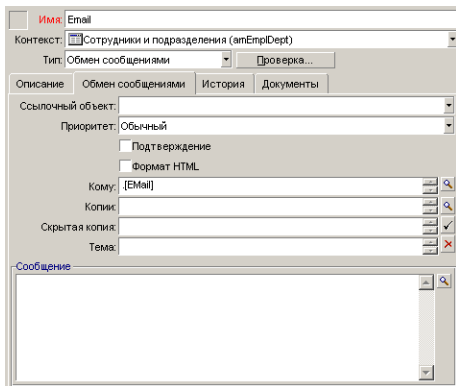 Имя: Email
Контекст: Сотрудники и подразделения (amEmplDept)
Тип: Обмен сообщениями Проверка...
Описание Обмен сообщениями История Документы
Ссылочный объект:
Приоритет: Обычный
Подтверждение
Формат HTML
Кому: .[EMail]
Копии:
Скрытая копия:
Тема:
Сообщение